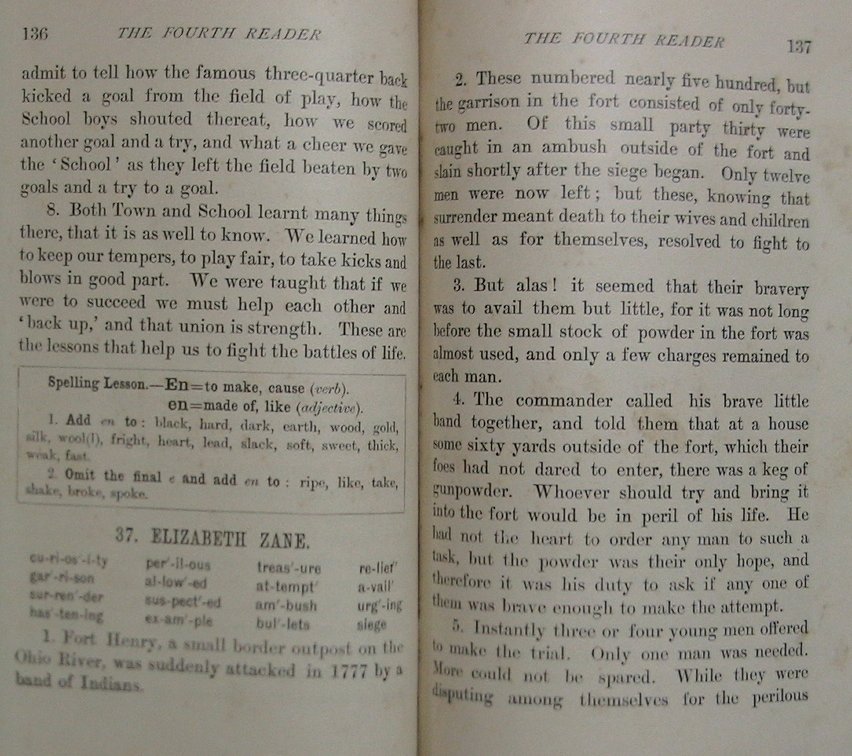 136 THE FOURTH READER
admit to tell how the famous three-quarter back
kicked a goal from the field of play, how the
School boys shouted thereat, how we scored
another goal and a try, and what a cheer we gave
the 'School' as they left the field beaten by two
goals and a try to a goal.
8. Both Town and School learnt many things
there, that it is as well to know. We learned how
to keep our tempers, to play fair, to take kicks and
blows in good part. We were taught that if we
were to succeed we must help each other and
'back up,' and that union is strength. These are
the lessons that help us to fight the battles of life.
Spelling Lesson.—En=to make, cause (verb).
en=made of, like (adjective).
1. Add en to: black, hard, dark, earth, wood, gold,
silk, wool(l), fright, heart, lead, slack, soft, sweet, thick,
weak, fast.
2. Omit the final e and add en to: ripe, like, take,
shake, broke, spoke.
37. ELIZABETH ZANE.
cu-ri-os-i-ty per'-il-ous treas'-ure re-lief'
gar'-ri-son al-low'-ed at-tempt' a-vail'
sur-ren'-der sus-pect'-ed am'-bush urg'-ing
has'-ten-ing ex-am'-ple bul'-lets siege
1. Fort Henry, a small border outpost on the
Ohio River, was suddenly attacked in 1777 by a
band of Indians.
THE FOURTH READER 137
2. These numbered nearly five hundred, but
the garrison in the fort consisted of only forty-
two men. Of this small party thirty were
caught in an ambush outside of the fort and
slain shortly after the siege began. Only twelve
men were now left; but these, knowing that
surrender meant death to their wives and children
as well as for themselves, resolved to fight to
the last.
3. But alas! it seemed that their bravery
was to avail them but little, for it was not long
before the small stock of powder in the fort was
almost used, and only a few charges remained to
each man.
4. The commander called his brave little
band together, and told them that at a house
some sixty yards outside of the fort, which their
foes had not dared to enter, there was a keg of
gunpowder. Whoever should try and bring it
into the fort would be in peril of his life. He
had not the heart to order any man to such a
task, but the powder was their only hope, and
therefore it was his duty to ask if any one of
them was brave enough to make the attempt.
5. Instantly three or four young men offered
to make the trial. Only one man was needed.
More could not be spared. While they were
disputing among themselves for the perilous